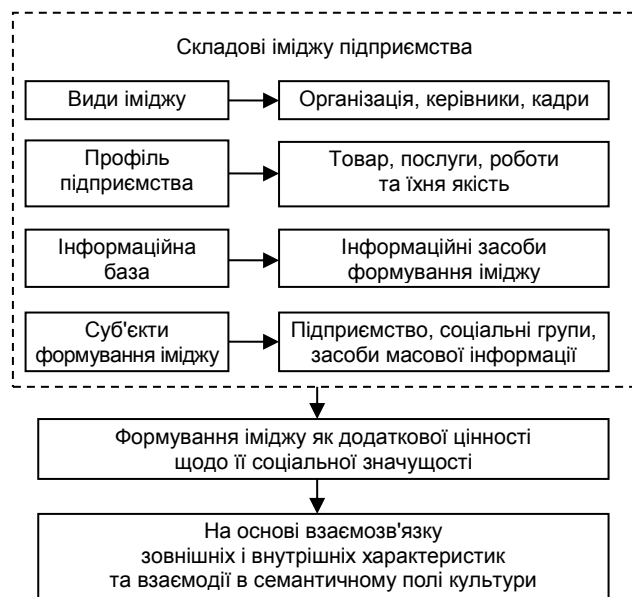 Складові іміджу підприємства
Види іміджу
Організація, керівники, кадри
Профіль
підприємства
Товар, послуги, роботи
та їхня якість
Інформаційна
база
Інформаційні засоби
формування іміджу
Суб'єкти
формування іміджу
Підприємство, соціальні групи,
засоби масової інформації
Формування іміджу як додаткової цінності
щодо її соціальної значущості
На основі взаємозв'язку
зовнішніх і внутрішніх характеристик
та взаємодії в семантичному полі культури